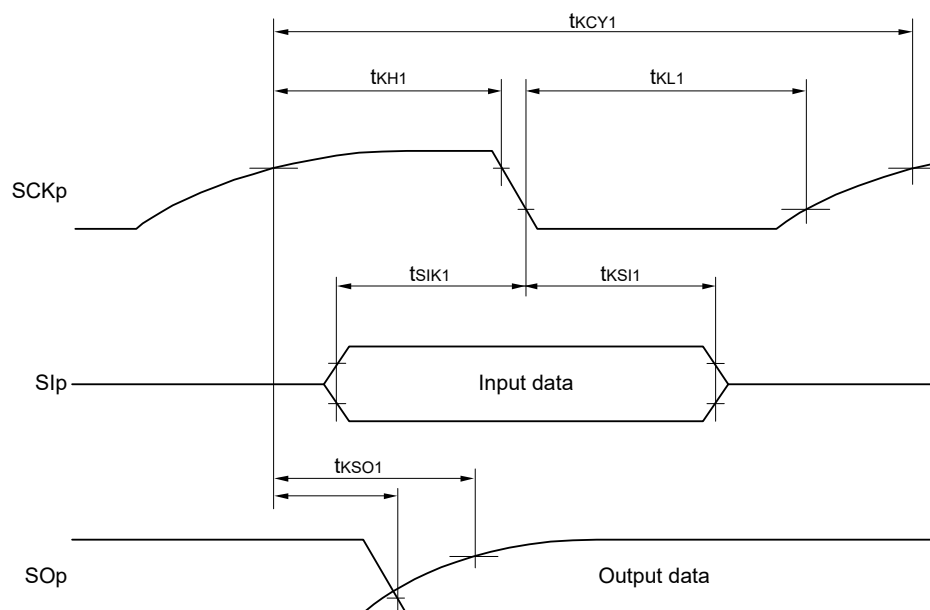 tKCY1
tKH1
tKL1
SCKp
tSIK1
tKSI1
SIp
Input data
tKSO1
SOp
Output data